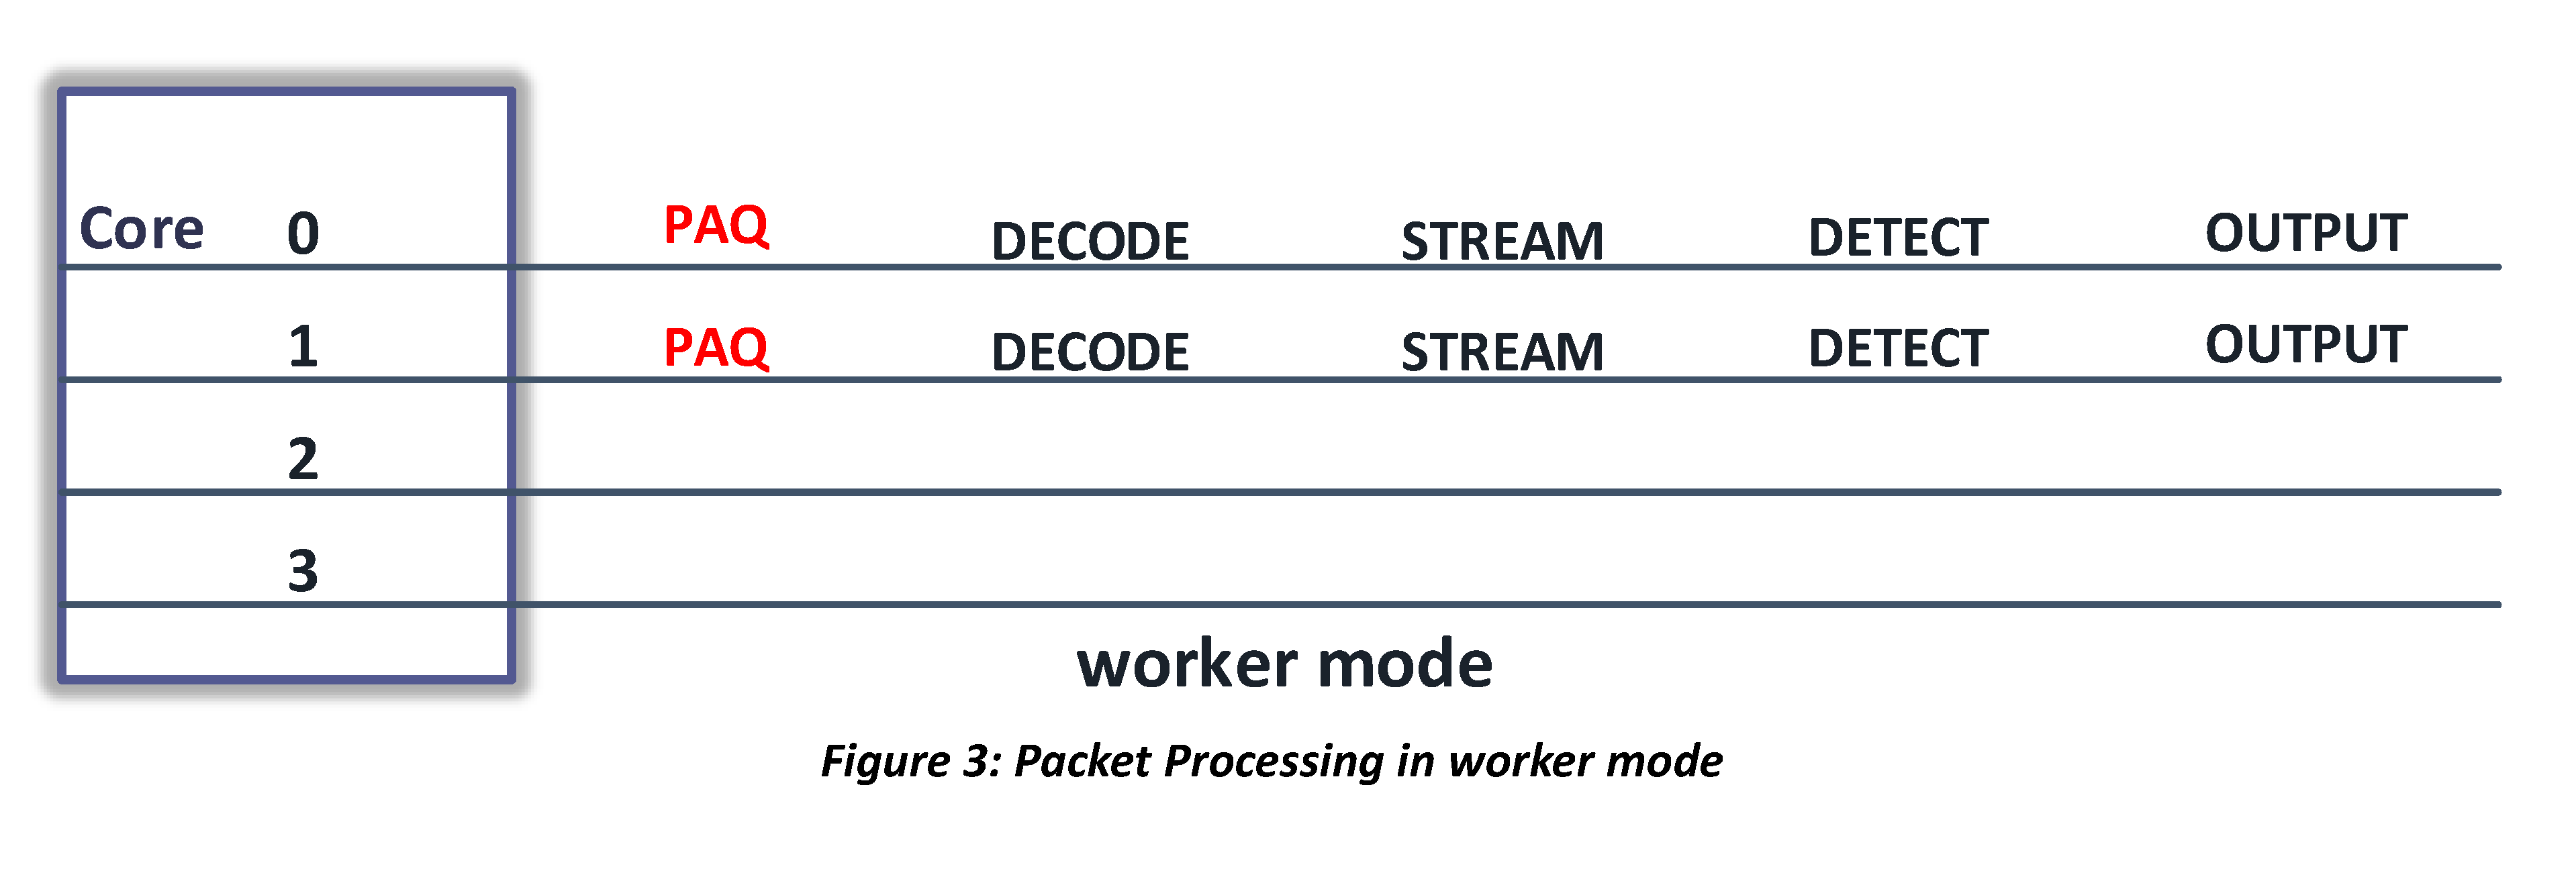 Core 0 PAQ DECODE STREAM DETECT OUTPUT
1 PAQ DECODE STREAM DETECT OUTPUT
2
3
worker mode
Figure 3: Packet Processing in worker mode